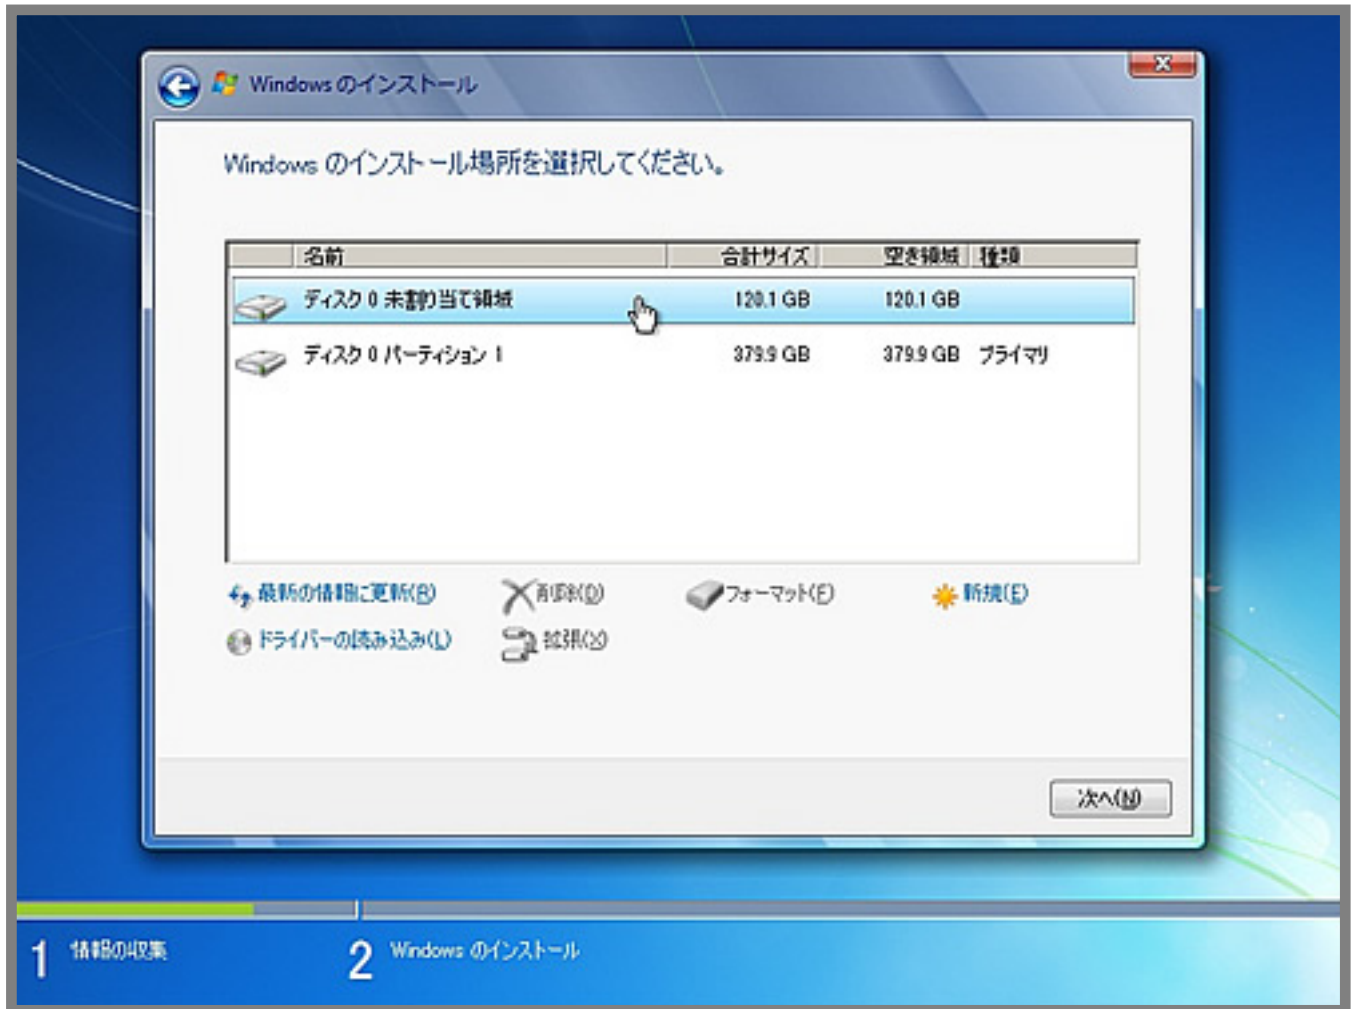 Windows のインストール
Windows のインストール場所を選択してください。
名前 合計サイズ 空き領域 種類
ディスク 0 未割り当て領域 120.1 GB 120.1 GB
ディスク 0 パーティション 1 379.9 GB 379.9 GB プライマリ
最新の情報に更新(R) 削除(D) フォーマット(F) 新規(E)
ドライバーの読み込み(L) 拡張(X)
次へ(N)
1 情報の収集 2 Windows のインストール